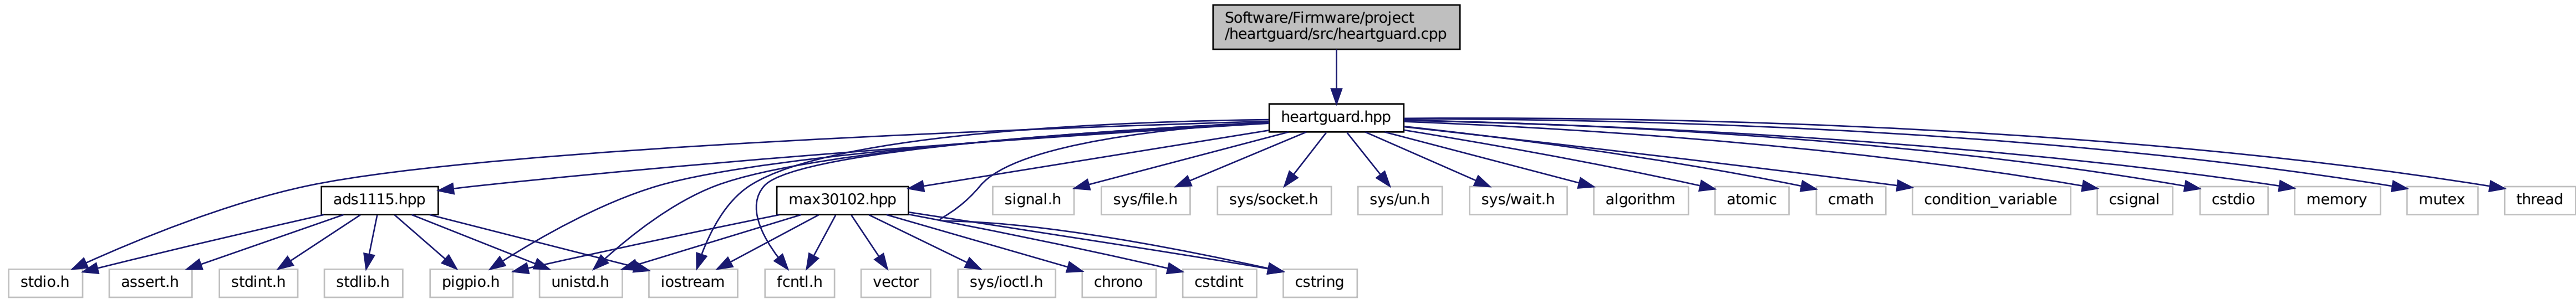 Software/Firmware/project
/heartguard/src/heartguard.cpp
heartguard.hpp
ads1115.hpp
max30102.hpp
signal.h
sys/file.h
sys/socket.h
sys/un.h
sys/wait.h
algorithm
atomic
cmath
condition_variable
csignal
cstdio
memory
mutex
thread
stdio.h
assert.h
stdint.h
stdlib.h
pigpio.h
unistd.h
iostream
fcntl.h
vector
sys/ioctl.h
chrono
cstdint
cstring